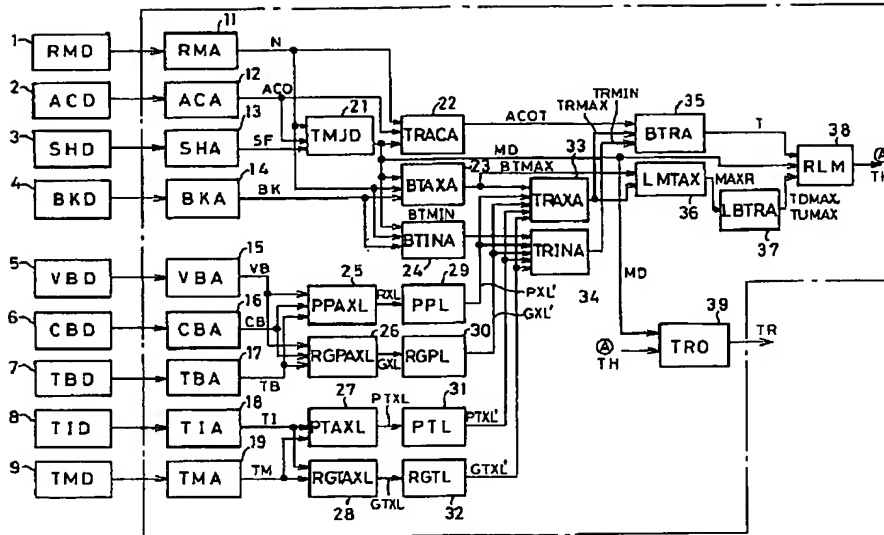 1 RMD 11 RMA N
2 ACD 12 ACA ACO 21 TMJD 22 TRACA ACOT TRMAX TRMIN 35 BTRA T
3 SHD 13 SHA SF MD 38 RLM Ⓐ TH
4 BKD 14 BKA BK 23 BTAXA BTMAX 33 TRAXA LMTAX 36 MAXR LBTRA 37 TDMAX, TUMAX
BTMIN BTINA 24 TRINA 34 MD
5 VBD 15 VBA VB 25 PPAXL RXL 29 PPL PXL'
6 CBD 16 CBA CB 26 RGPAXL GXL 30 RGPL GXL' 39 TRO TR
Ⓐ TH
7 TBD 17 TBA TB
8 TID 18 TIA TI 27 PTAXL PTXL 31 PTL PTXL'
9 TMD 19 TMA TM RGTAXL 28 GTXL RGTL 32 GTXL'